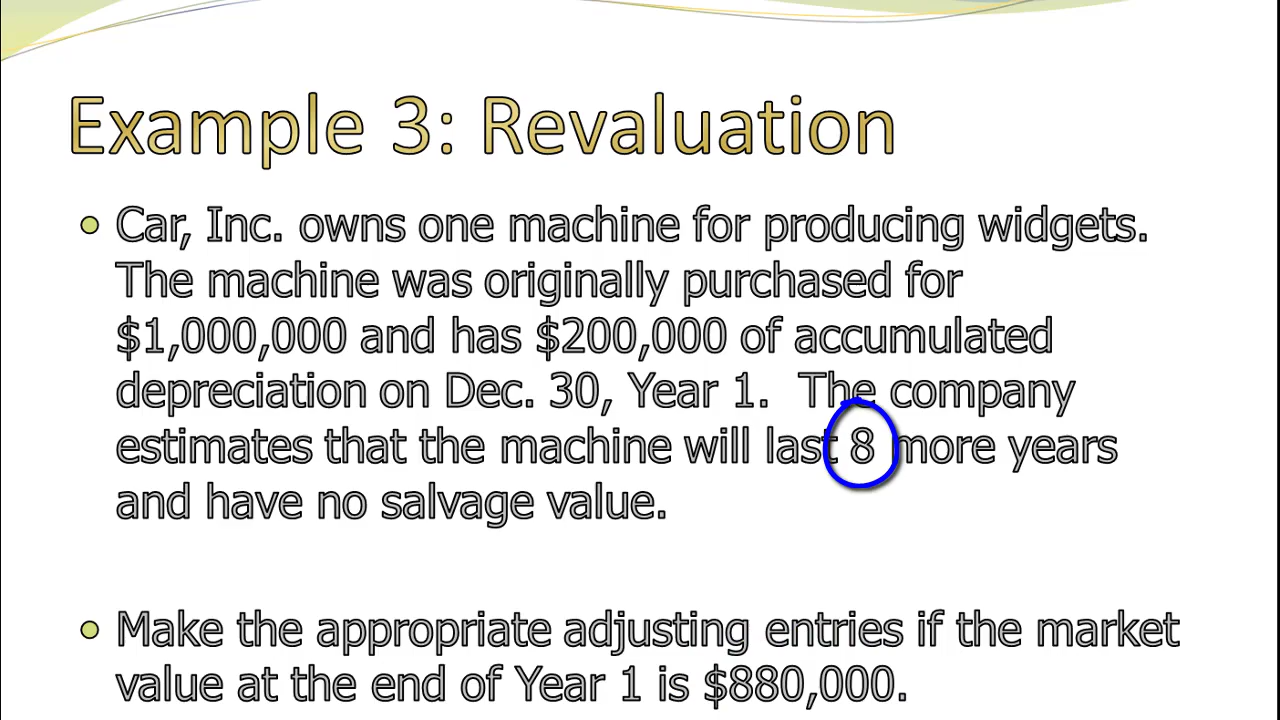 Example 3: Revaluation
Car, Inc. owns one machine for producing widgets.
The machine was originally purchased for
$1,000,000 and has $200,000 of accumulated
depreciation on Dec. 30, Year 1. The company
estimates that the machine will last 8 more years
and have no salvage value.
Make the appropriate adjusting entries if the market
value at the end of Year 1 is $880,000.